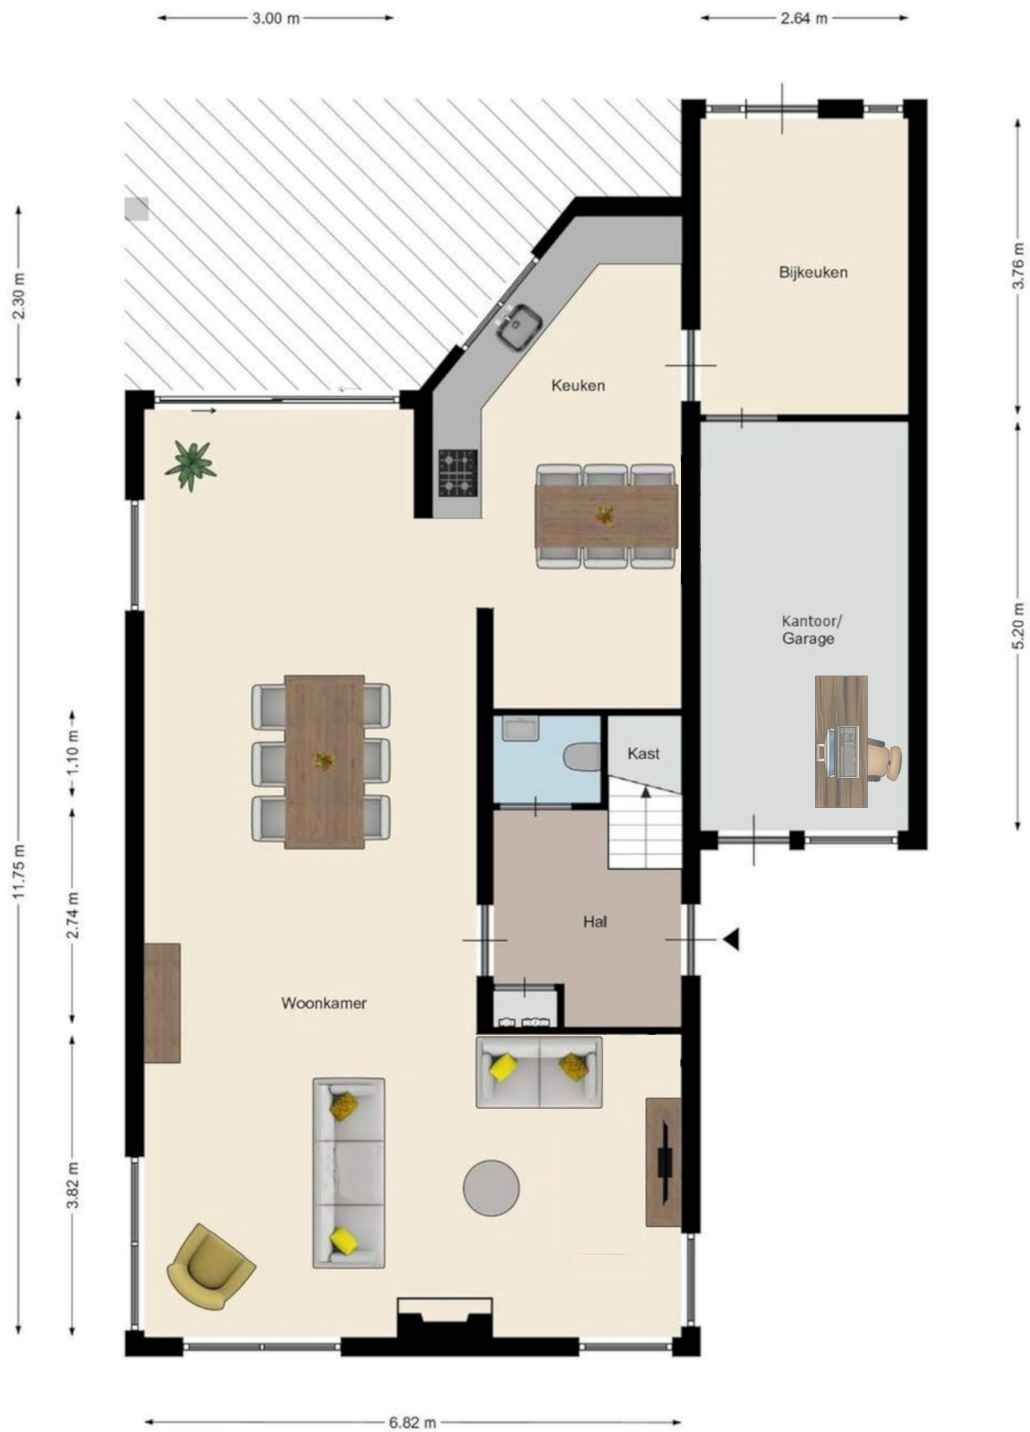 3.00 m
2.64 m
2.30 m
3.76 m
Bijkeuken
Keuken
Kantoor/
Garage
5.20 m
1.10 m
Kast
11.75 m
2.74 m
Hal
Woonkamer
3.82 m
6.82 m